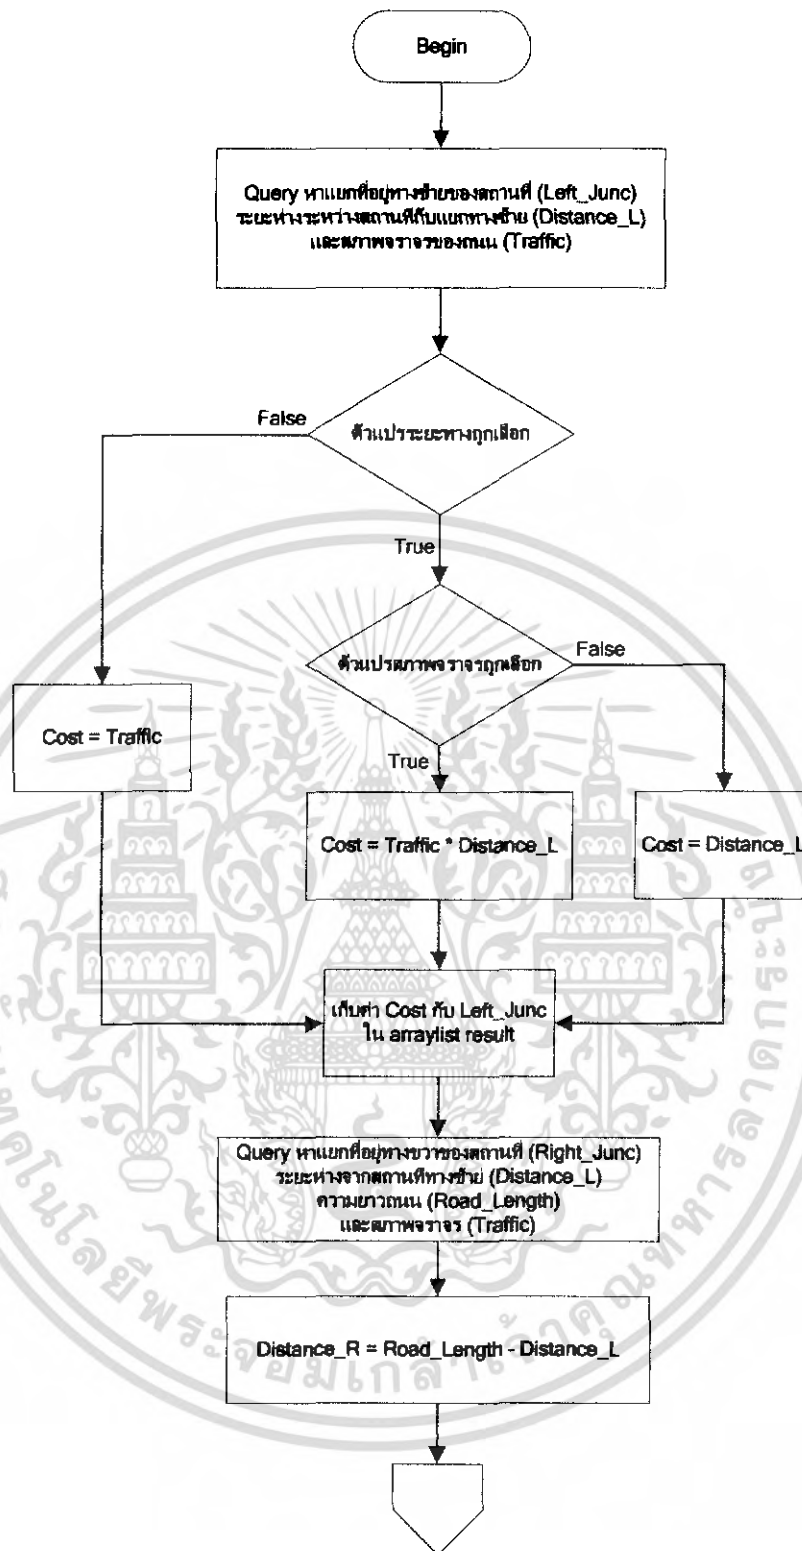 Begin
Query หาแยกที่อยู่ทางซ้ายของสถานที่ (Left_Junc)
ระยะห่างระหว่างสถานที่กับแยกทางซ้าย (Distance_L)
และสภาพจราจรของถนน (Traffic)
False
ตัวแปรระยะทางถูกเลือก
True
ตัวแปรสภาพจราจรถูกเลือก
False
Cost = Traffic
True
Cost = Traffic * Distance_L
Cost = Distance_L
เก็บค่า Cost กับ Left_Junc
ใน arraylist result
Query หาแยกที่อยู่ทางขวาของสถานที่ (Right_Junc)
ระยะห่างจากสถานที่ทางซ้าย (Distance_L)
ความยาวถนน (Road_Length)
และสภาพจราจร (Traffic)
Distance_R = Road_Length - Distance_L